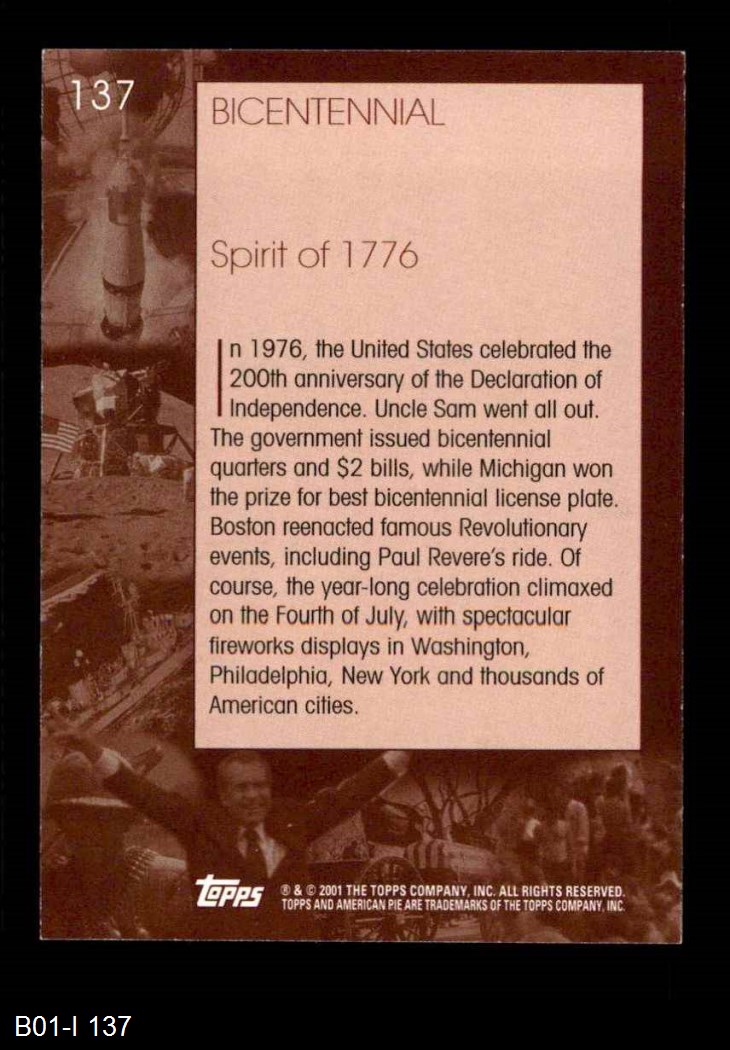 137
BICENTENNIAL
Spirit of 1776
In 1976, the United States celebrated the
200th anniversary of the Declaration of
Independence. Uncle Sam went all out.
The government issued bicentennial
quarters and $2 bills, while Michigan won
the prize for best bicentennial license plate.
Boston reenacted famous Revolutionary
events, including Paul Revere's ride. Of
course, the year-long celebration climaxed
on the Fourth of July, with spectacular
fireworks displays in Washington,
Philadelphia, New York and thousands of
American cities.
Topps ® & © 2001 THE TOPPS COMPANY, INC. ALL RIGHTS RESERVED.
TOPPS AND AMERICAN PIE ARE TRADEMARKS OF THE TOPPS COMPANY, INC.
B01-I 137